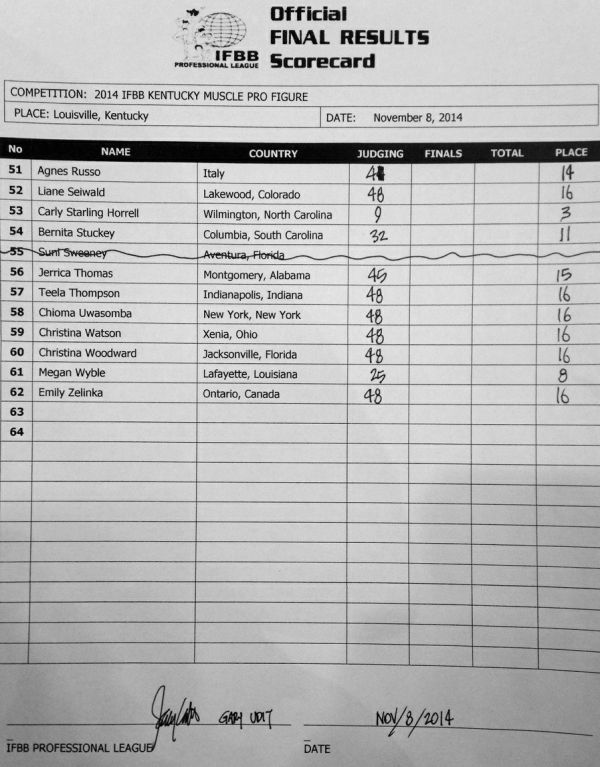 Official
FINAL RESULTS
Scorecard
IFBB
PROFESSIONAL LEAGUE
COMPETITION: 2014 IFBB KENTUCKY MUSCLE PRO FIGURE
PLACE: Louisville, Kentucky DATE: November 8, 2014
No NAME COUNTRY JUDGING FINALS TOTAL PLACE
51 Agnes Russo Italy 14
52 Liane Seiwald Lakewood, Colorado 48 16
53 Carly Starling Horrell Wilmington, North Carolina 9 3
54 Bernita Stuckey Columbia, South Carolina 32 11
55 Suni Sweeney Aventura, Florida
56 Jerrica Thomas Montgomery, Alabama 45 15
57 Teela Thompson Indianapolis, Indiana 48 16
58 Chioma Uwasomba New York, New York 48 16
59 Christina Watson Xenia, Ohio 48 16
60 Christina Woodward Jacksonville, Florida 48 16
61 Megan Wyble Lafayette, Louisiana 25 8
62 Emily Zelinka Ontario, Canada 48 16
63
64
GARY UDIT NOV/8/2014
IFBB PROFESSIONAL LEAGUE DATE